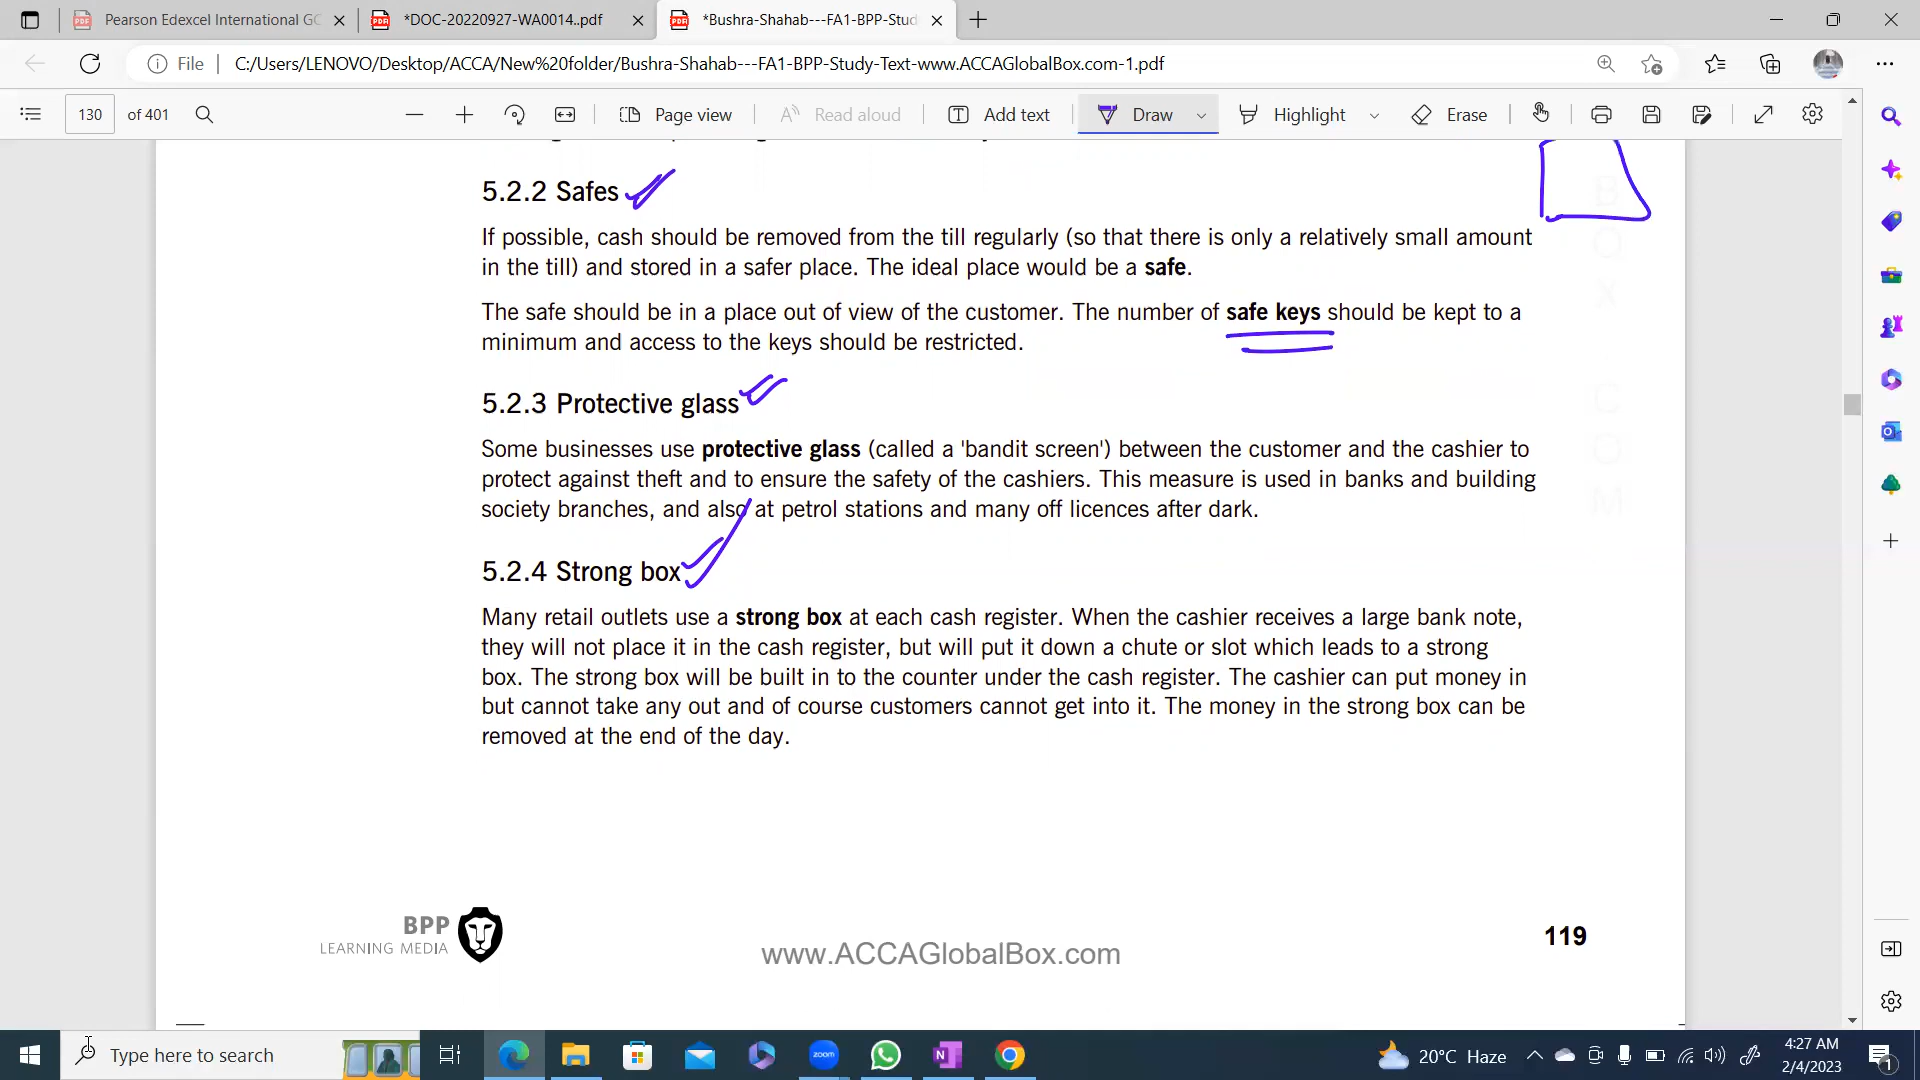 Pearson Edexcel International GC
*DOC-20220927-WA0014..pdf
*Bushra-Shahab---FA1-BPP-Stud
File
C:/Users/LENOVO/Desktop/ACCA/New%20folder/Bushra-Shahab---FA1-BPP-Study-Text-www.ACCAGlobalBox.com-1.pdf
130 of 401
Page view
Read aloud
Add text
Draw
Highlight
Erase
5.2.2 Safes
If possible, cash should be removed from the till regularly (so that there is only a relatively small amount
in the till) and stored in a safer place. The ideal place would be a safe.
The safe should be in a place out of view of the customer. The number of safe keys should be kept to a
minimum and access to the keys should be restricted.
5.2.3 Protective glass
Some businesses use protective glass (called a 'bandit screen') between the customer and the cashier to
protect against theft and to ensure the safety of the cashiers. This measure is used in banks and building
society branches, and also at petrol stations and many off licences after dark.
5.2.4 Strong box
Many retail outlets use a strong box at each cash register. When the cashier receives a large bank note,
they will not place it in the cash register, but will put it down a chute or slot which leads to a strong
box. The strong box will be built in to the counter under the cash register. The cashier can put money in
but cannot take any out and of course customers cannot get into it. The money in the strong box can be
removed at the end of the day.
B
O
X
.
C
O
M
BPP
LEARNING MEDIA
www.ACCAGlobalBox.com
119
Type here to search
zoom
20°C Haze
4:27 AM
2/4/2023
1